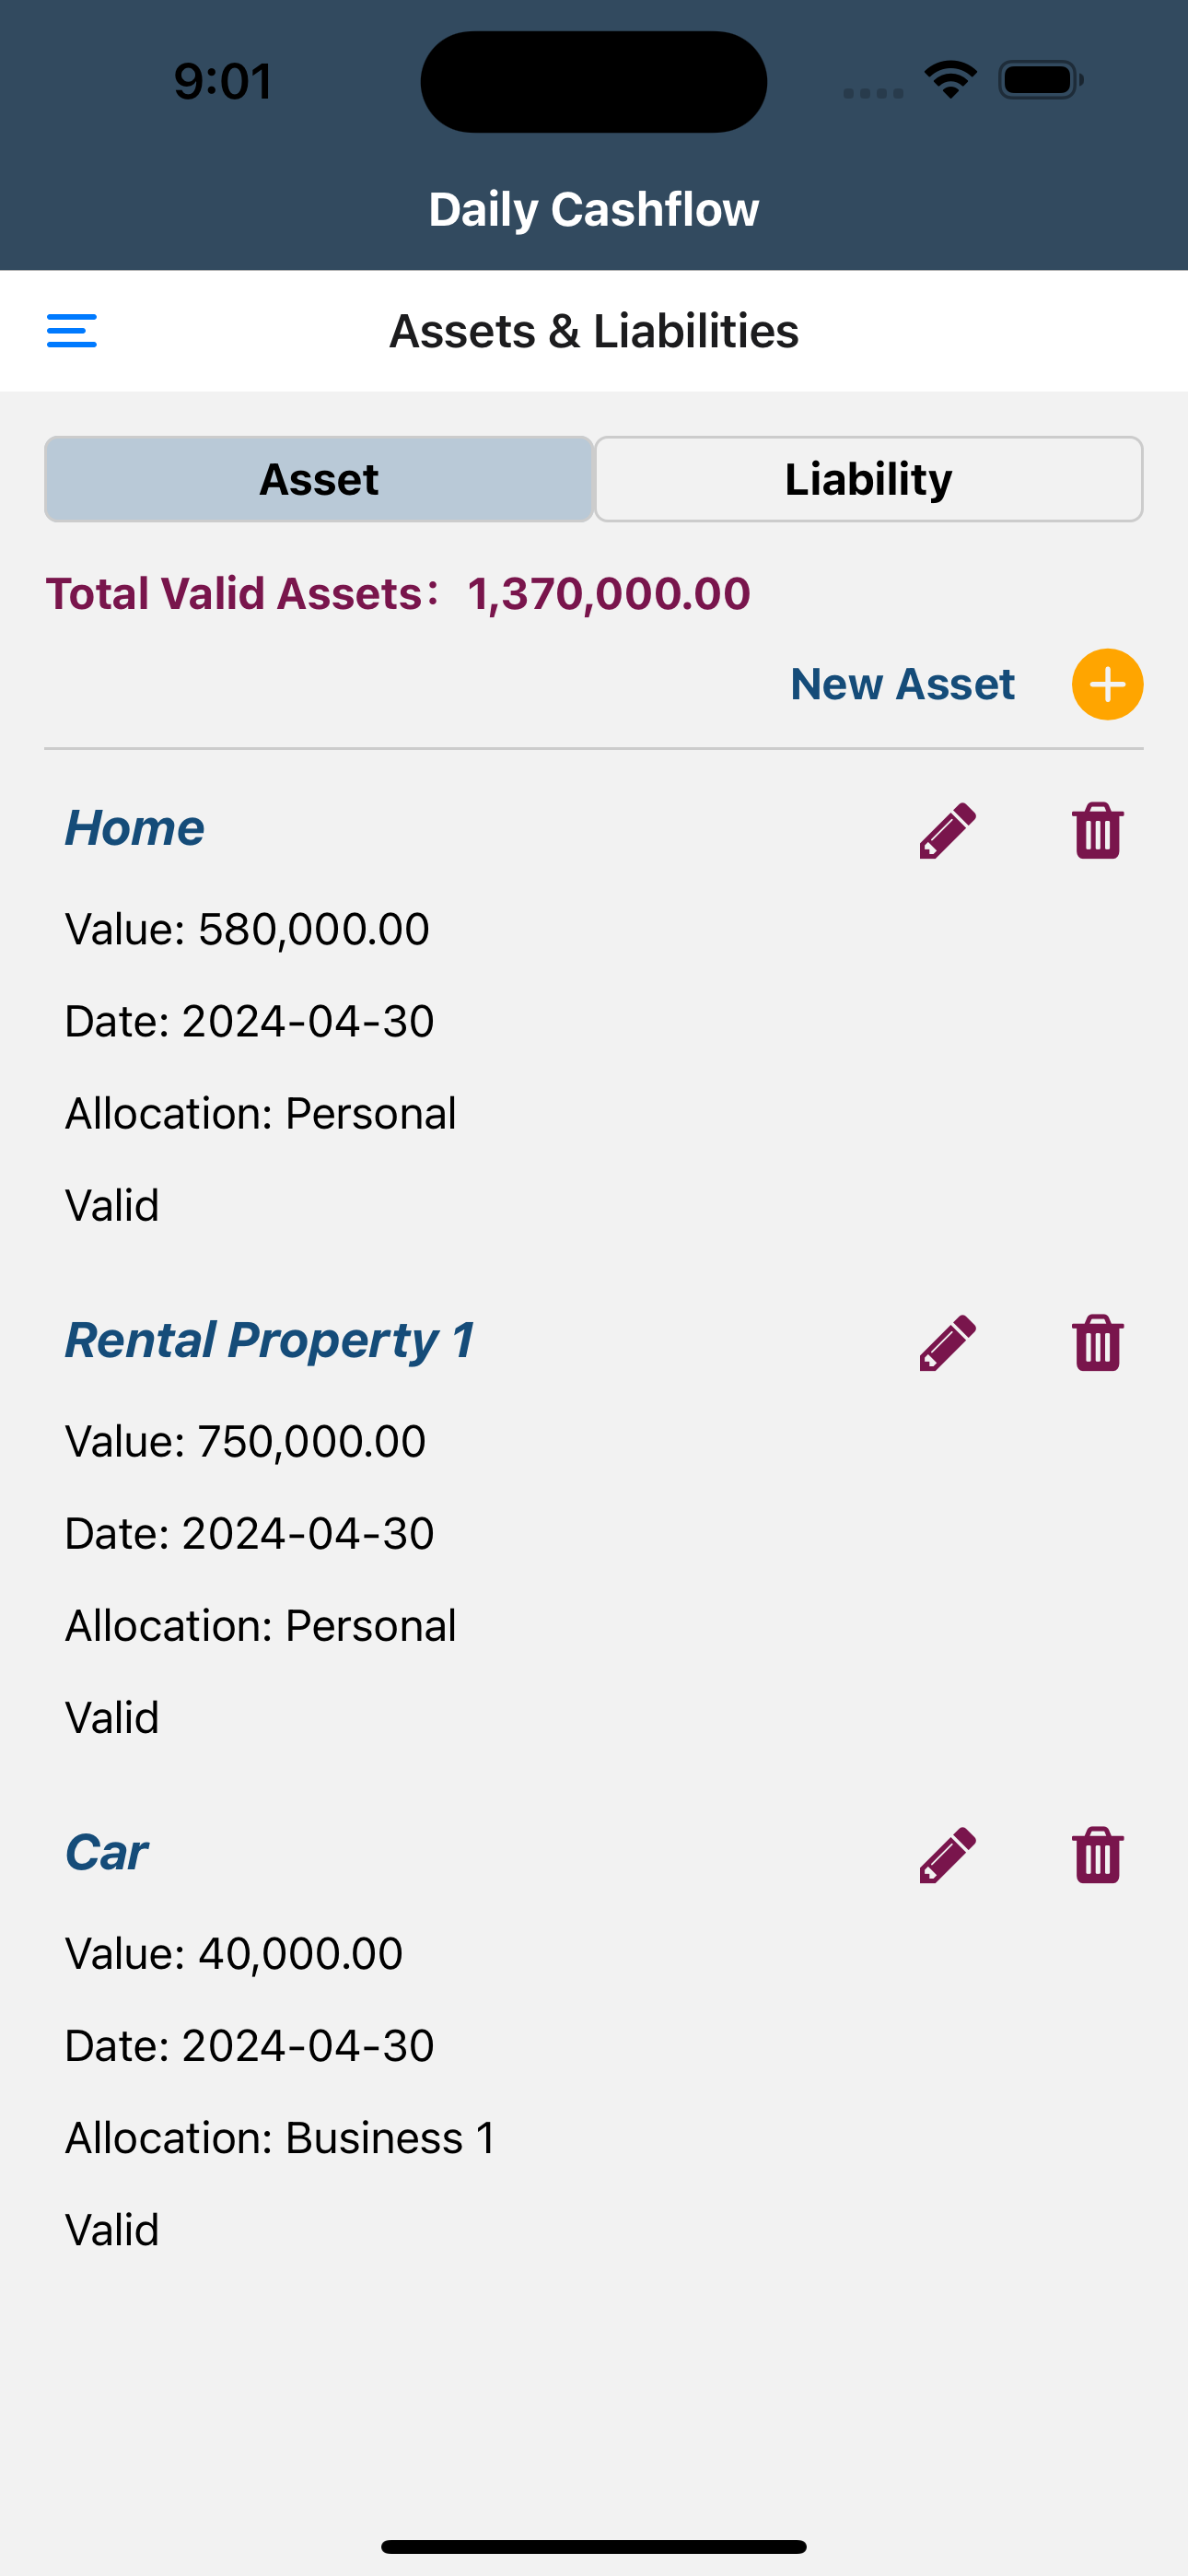 9:01
Daily Cashflow
Assets & Liabilities
Asset Liability
Total Valid Assets: 1,370,000.00
New Asset
Home
Value: 580,000.00
Date: 2024-04-30
Allocation: Personal
Valid
Rental Property 1
Value: 750,000.00
Date: 2024-04-30
Allocation: Personal
Valid
Car
Value: 40,000.00
Date: 2024-04-30
Allocation: Business 1
Valid